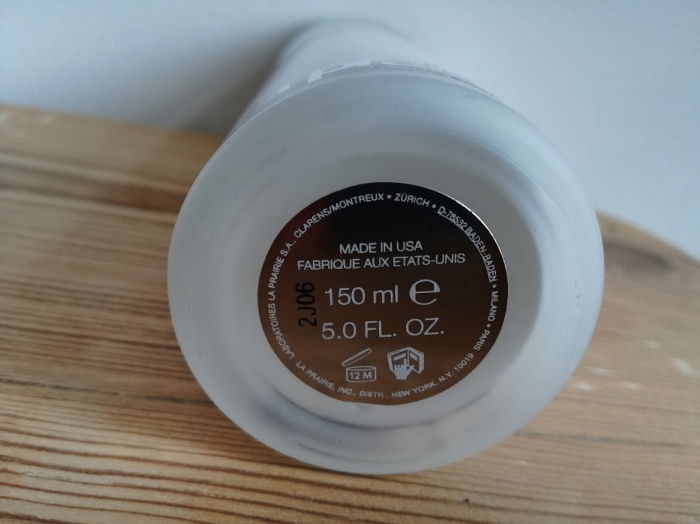 LABORATOIRES LA PRAIRIE S.A., CLARENS/MONTREUX • ZÜRICH • D-76532 BADEN-BADEN • MILANO • PARIS
MADE IN USA
FABRIQUE AUX ETATS-UNIS
2J06
150 ml e
5.0 FL. OZ.
12 M
LA PRAIRIE, INC., DISTR., NEW YORK, N.Y. 10019